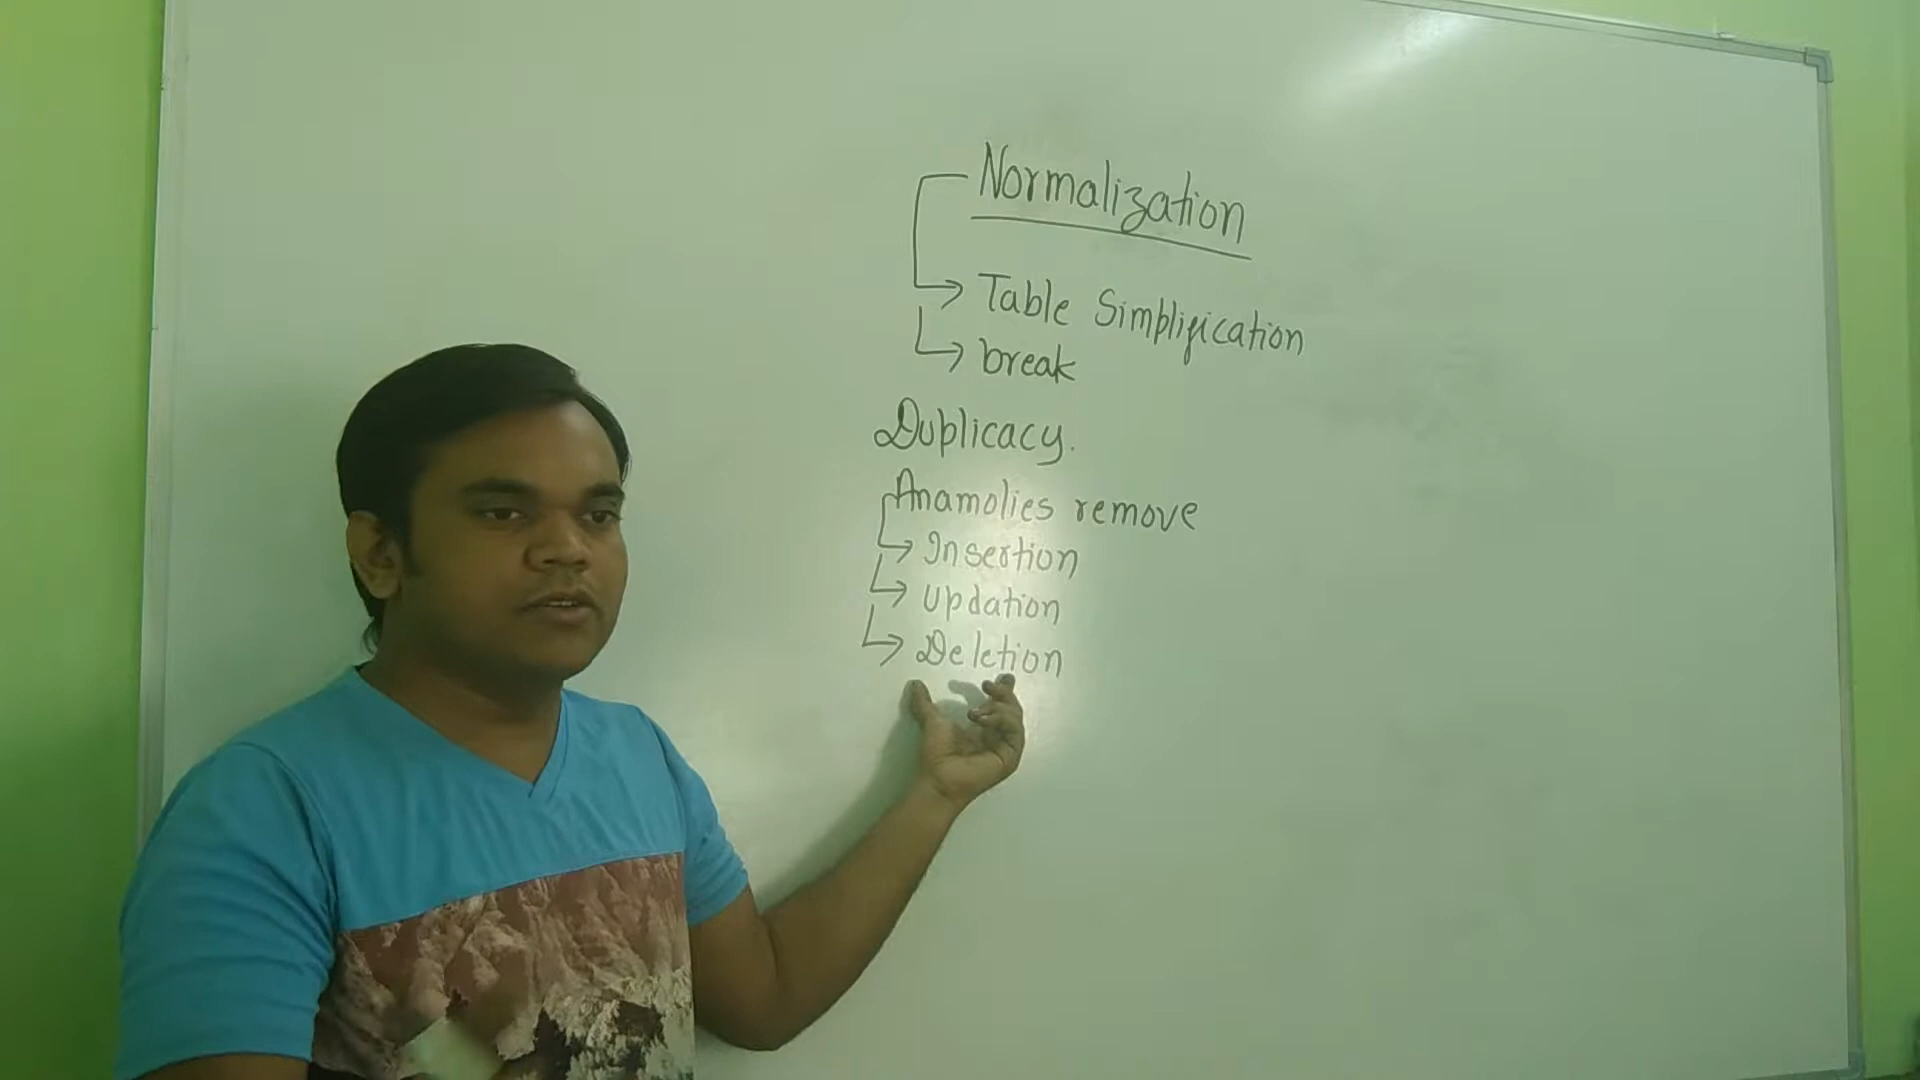 Normalization
Table Simplification
break
Duplicacy.
Anamolies remove
Insertion
Updation
Deletion